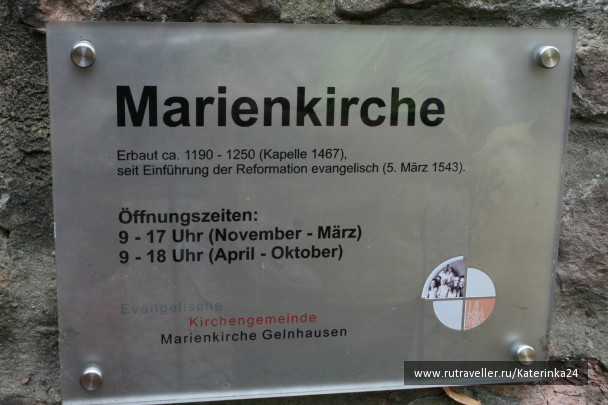 Marienkirche
Erbaut ca. 1190 - 1250 (Kapelle 1467),
seit Einführung der Reformation evangelisch (5. März 1543).
Öffnungszeiten:
9 - 17 Uhr (November - März)
9 - 18 Uhr (April - Oktober)
Evangelische
Kirchengemeinde
Marienkirche Gelnhausen
www.rutraveller.ru/Katerinka24